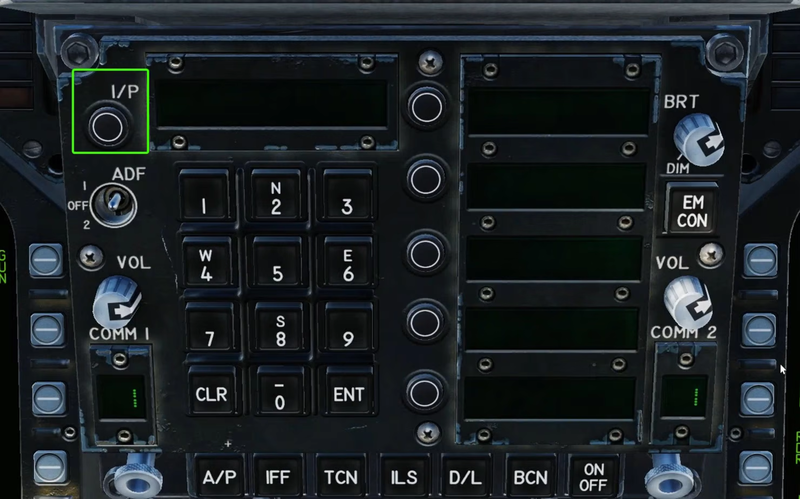 I/P
BRT
DIM
ADF
1
OFF
2
1
N
2
3
EM
CON
W
4
5
E
6
VOL
VOL
7
S
8
9
COMM 1
COMM 2
CLR
–
0
ENT
A/P
IFF
TCN
ILS
D/L
BCN
ON
OFF
GUN